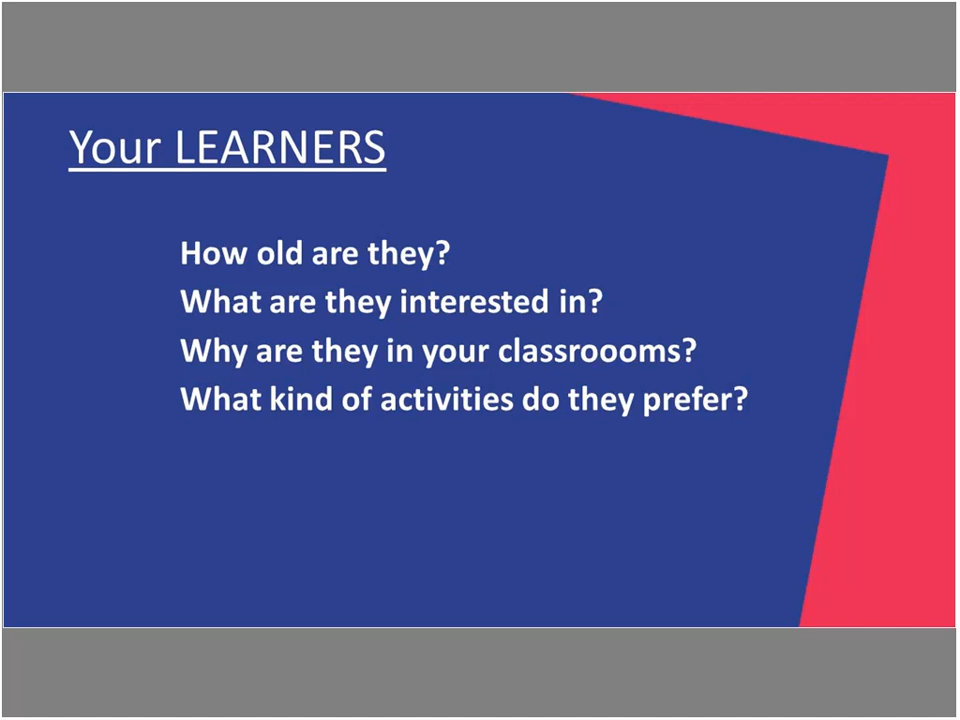 Your LEARNERS
How old are they?
What are they interested in?
Why are they in your classroooms?
What kind of activities do they prefer?